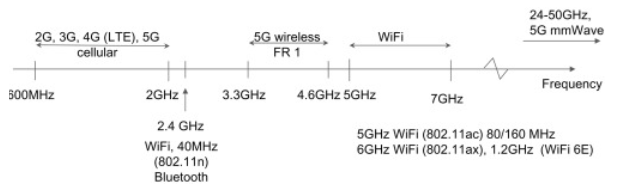 24-50GHz,
5G mmWave
2G, 3G, 4G (LTE), 5G
cellular
5G wireless
FR 1
WiFi
Frequency
600MHz
2GHz
3.3GHz
4.6GHz
5GHz
7GHz
2.4 GHz
WiFi, 40MHz
(802.11n)
Bluetooth
5GHz WiFi (802.11ac) 80/160 MHz
6GHz WiFi (802.11ax), 1.2GHz (WiFi 6E)